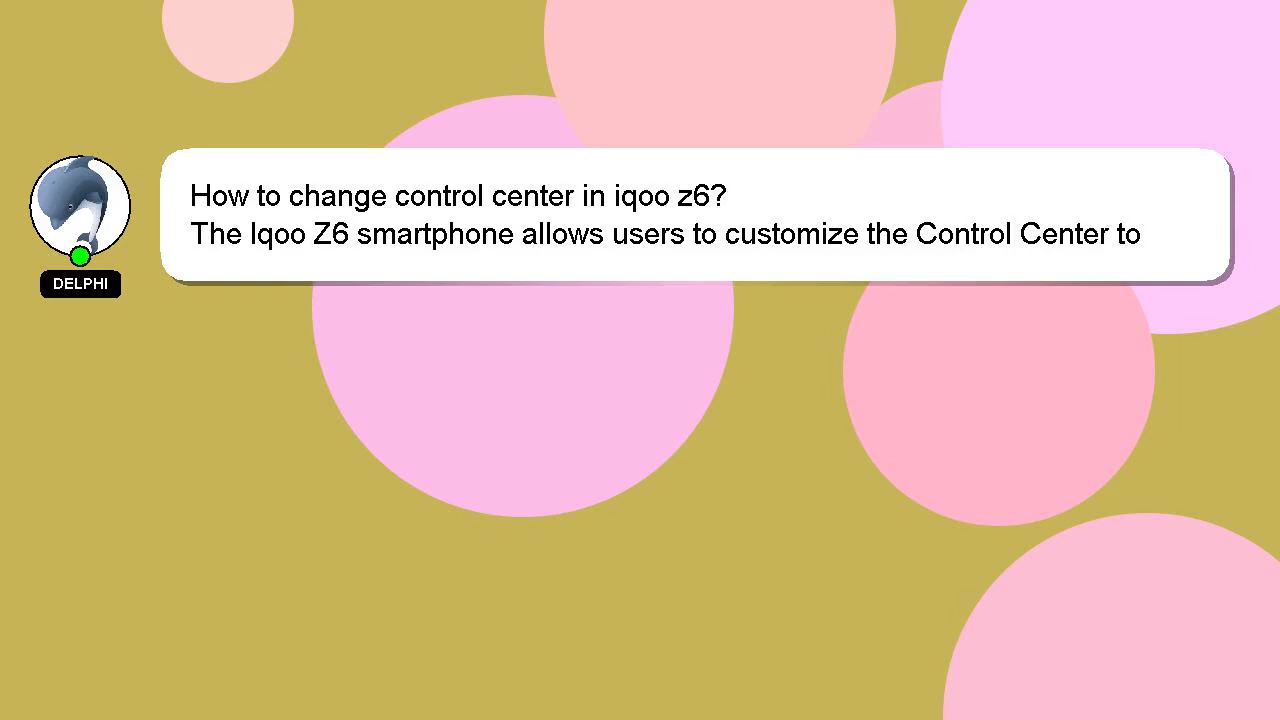 How to change control center in iqoo z6?
The Iqoo Z6 smartphone allows users to customize the Control Center to
DELPHI